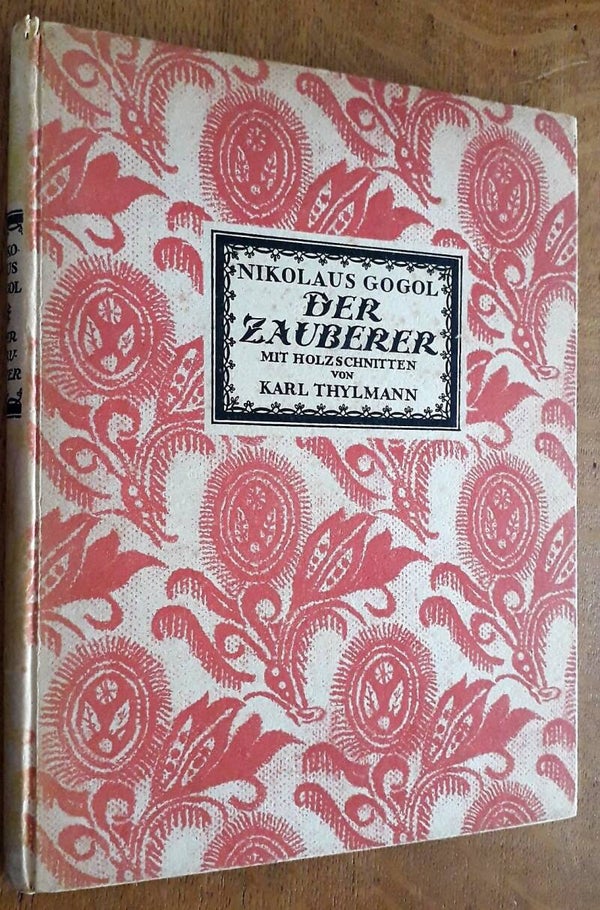 NIKOLAUS GOGOL
DER
ZAUBERER
MIT HOLZSCHNITTEN
VON
KARL THYLMANN